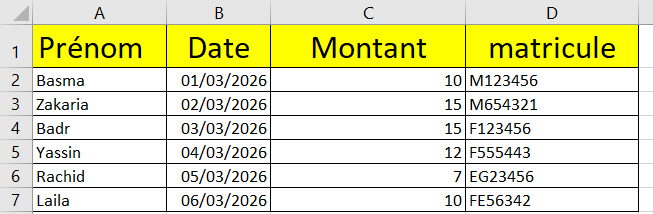 A B C D
1 Prénom Date Montant matricule
2 Basma 01/03/2026 10 M123456
3 Zakaria 02/03/2026 15 M654321
4 Badr 03/03/2026 15 F123456
5 Yassin 04/03/2026 12 F555443
6 Rachid 05/03/2026 7 EG23456
7 Laila 06/03/2026 10 FE56342